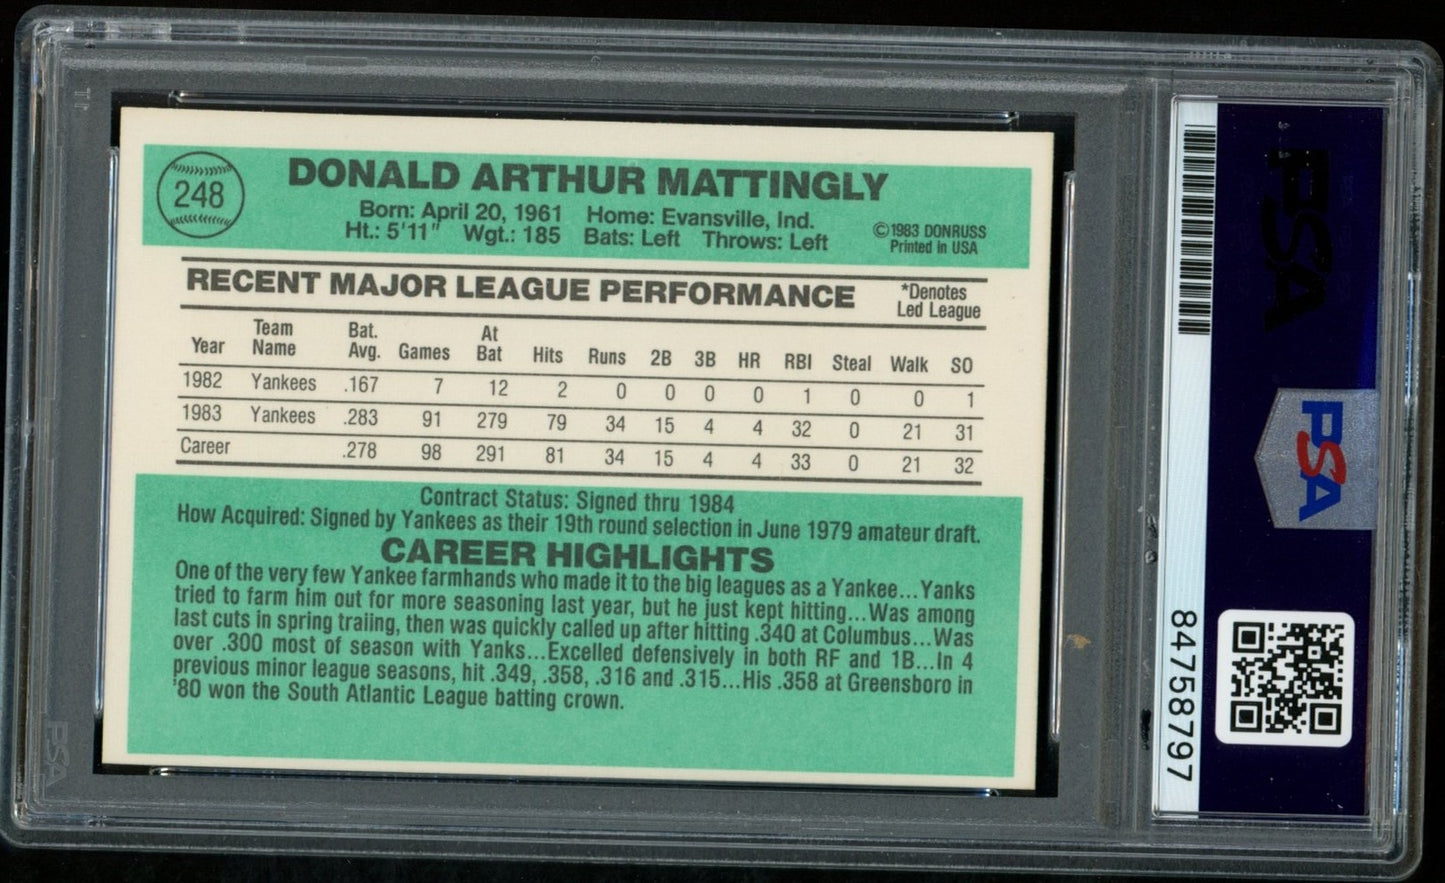 248
DONALD ARTHUR MATTINGLY
Born: April 20, 1961 Home: Evansville, Ind.
Ht.: 5'11" Wgt.: 185 Bats: Left Throws: Left
©1983 DONRUSS
Printed in USA
RECENT MAJOR LEAGUE PERFORMANCE
*Denotes
Led League
Year Team Name Bat. Avg. Games At Bat Hits Runs 2B 3B HR RBI Steal Walk SO
1982 Yankees .167 7 12 2 0 0 0 0 1 0 0 1
1983 Yankees .283 91 279 79 34 15 4 4 32 0 21 31
Career .278 98 291 81 34 15 4 4 33 0 21 32
Contract Status: Signed thru 1984
How Acquired: Signed by Yankees as their 19th round selection in June 1979 amateur draft.
CAREER HIGHLIGHTS
One of the very few Yankee farmhands who made it to the big leagues as a Yankee...Yanks
tried to farm him out for more seasoning last year, but he just kept hitting...Was among
last cuts in spring traiing, then was quickly called up after hitting .340 at Columbus...Was
over .300 most of season with Yanks...Excelled defensively in both RF and 1B...In 4
previous minor league seasons, hit .349, .358, .316 and .315...His .358 at Greensboro in
'80 won the South Atlantic League batting crown.
PSA
PSA
84758797
PSA